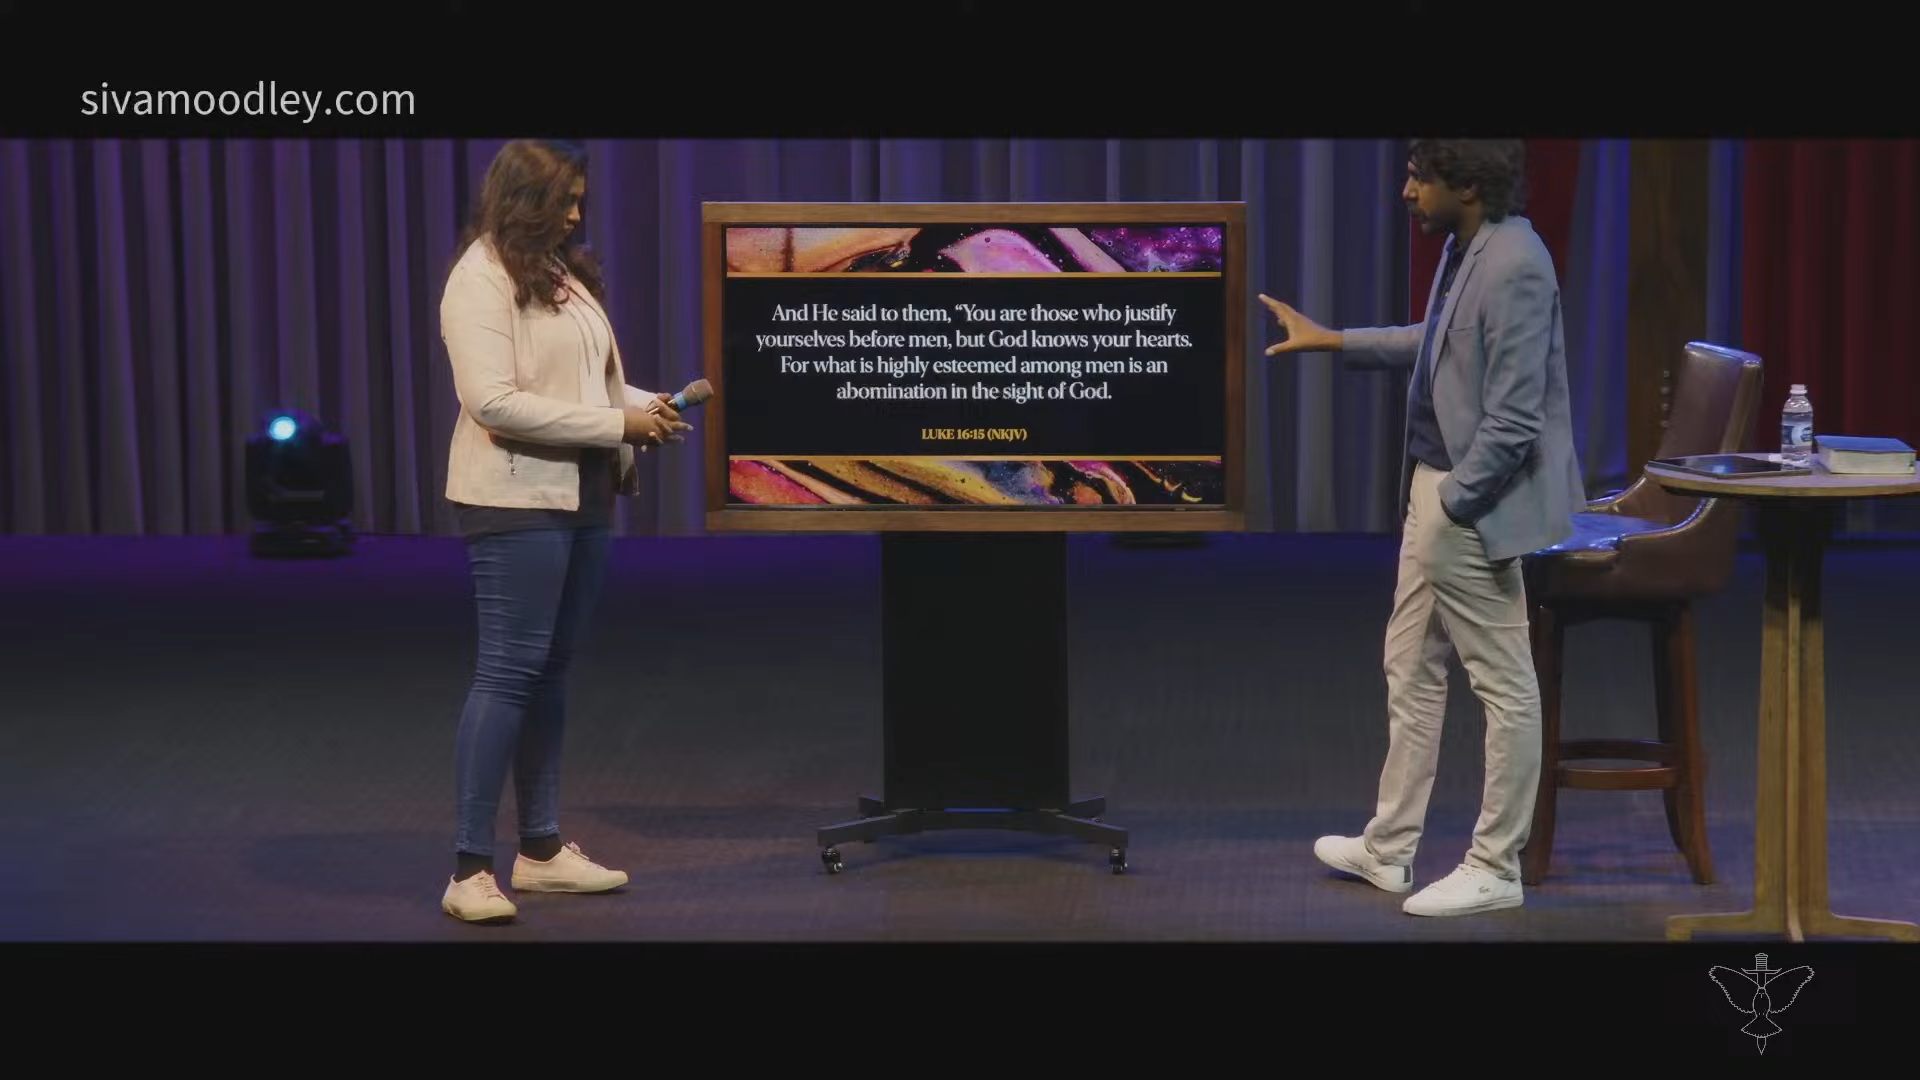 sivamoodley.com
And He said to them, “You are those who justify
yourselves before men, but God knows your hearts.
For what is highly esteemed among men is an
abomination in the sight of God.
LUKE 16:15 (NKJV)